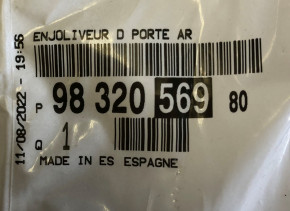 ENJOLIVEUR D PORTE AR
P 98 320 569 80
Q 1
MADE IN ES ESPAGNE
11/08/2022 - 19:56